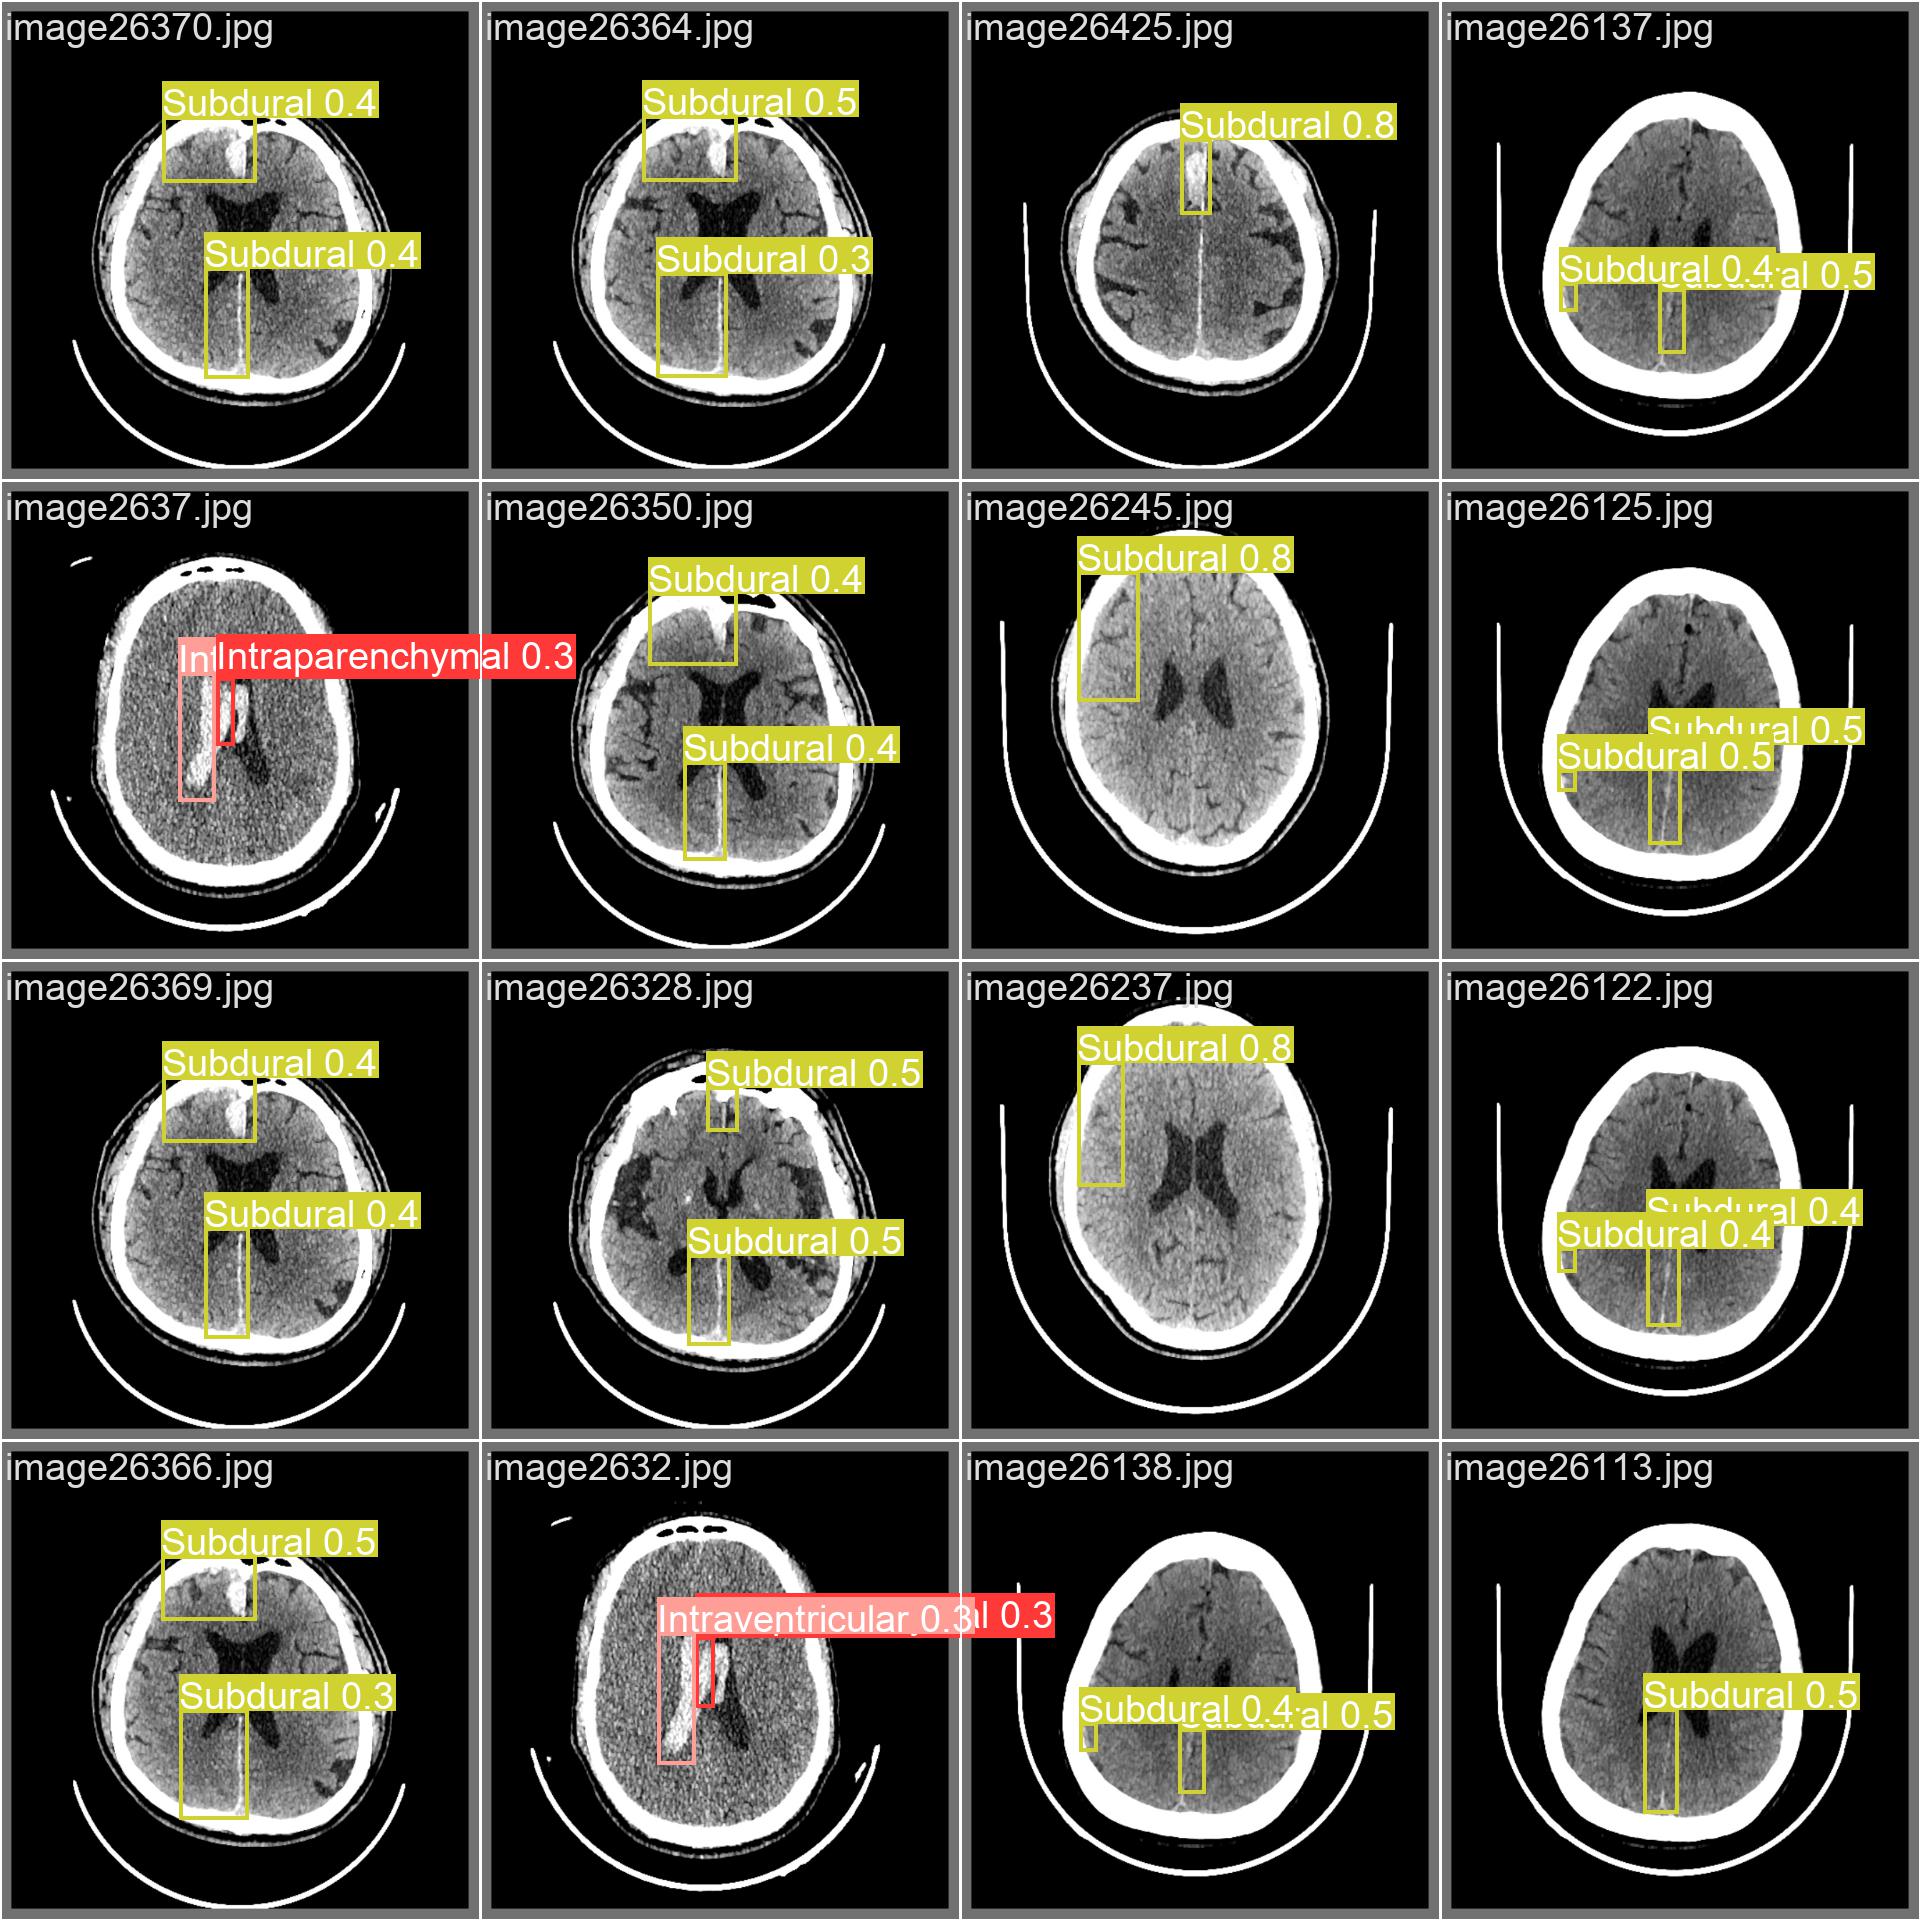 image26370.jpg
Subdural 0.4
Subdural 0.4
image26364.jpg
Subdural 0.5
Subdural 0.3
image26425.jpg
Subdural 0.8
image26137.jpg
Subdural 0.4
al 0.5
image2637.jpg
Int
Intraparenchymal 0.3
image26350.jpg
Subdural 0.4
Subdural 0.4
image26245.jpg
Subdural 0.8
image26125.jpg
Subdural 0.5
Subdural 0.5
image26369.jpg
Subdural 0.4
Subdural 0.4
image26328.jpg
Subdural 0.5
Subdural 0.5
image26237.jpg
Subdural 0.8
image26122.jpg
Subdural 0.4
Subdural 0.4
image26366.jpg
Subdural 0.5
Subdural 0.3
image2632.jpg
Intraventricular 0.3
al 0.3
image26138.jpg
Subdural 0.4
al 0.5
image26113.jpg
Subdural 0.5